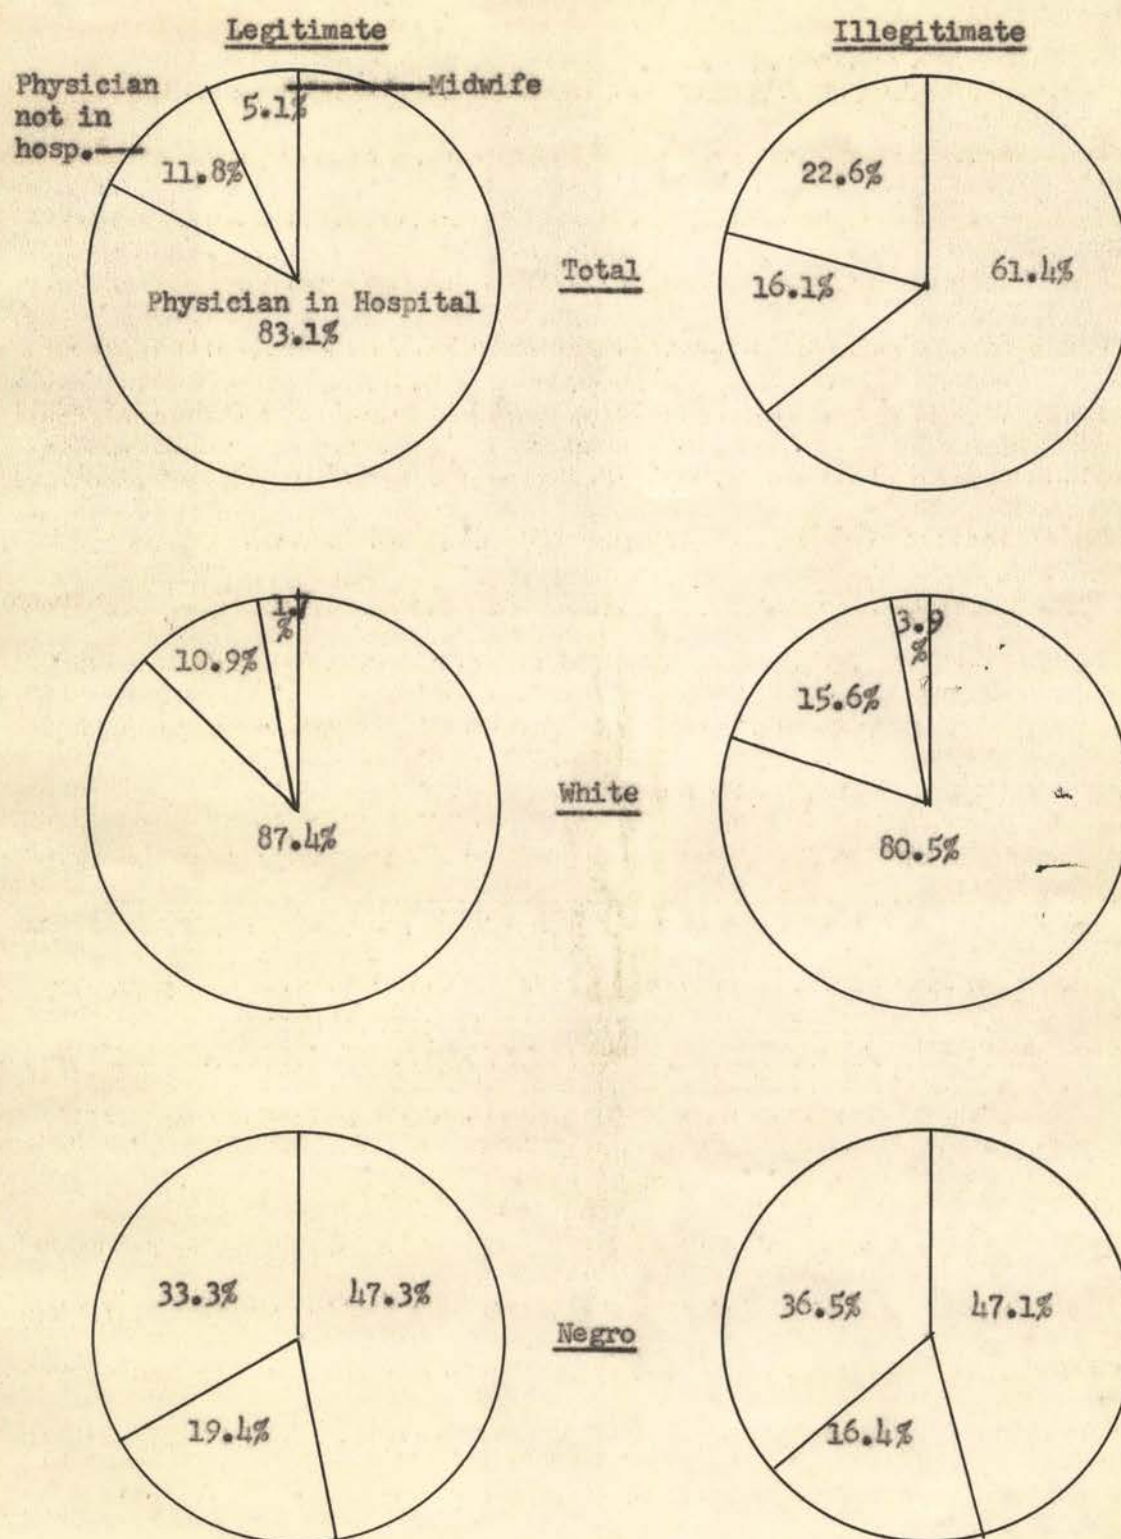 Legitimate
Illegitimate
Physician
not in
hosp.
Midwife
5.1%
11.8%
Physician in Hospital
83.1%
Total
22.6%
16.1%
61.4%
1.7
%
10.9%
87.4%
White
3.9
%
15.6%
80.5%
33.3%
47.3%
19.4%
Negro
36.5%
47.1%
16.4%